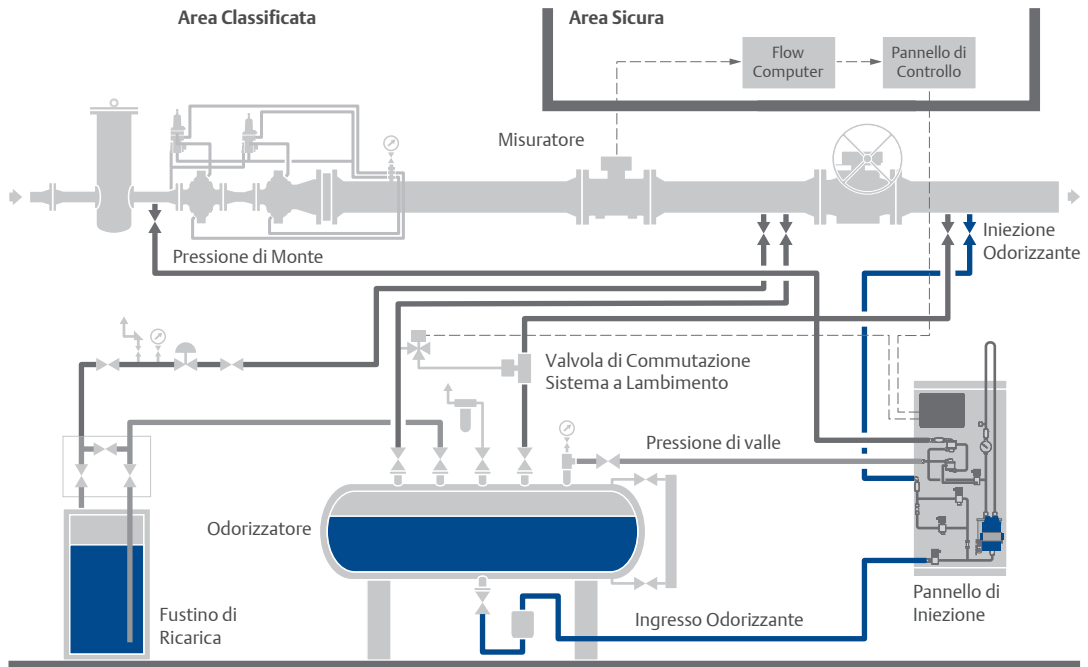 Area Classificata
Area Sicura
Flow
Computer
Pannello di
Controllo
Misuratore
Pressione di Monte
Iniezione
Odorizzante
Valvola di Commutazione
Sistema a Lambimento
Pressione di valle
Odorizzatore
Fustino di
Ricarica
Ingresso Odorizzante
Pannello di
Iniezione